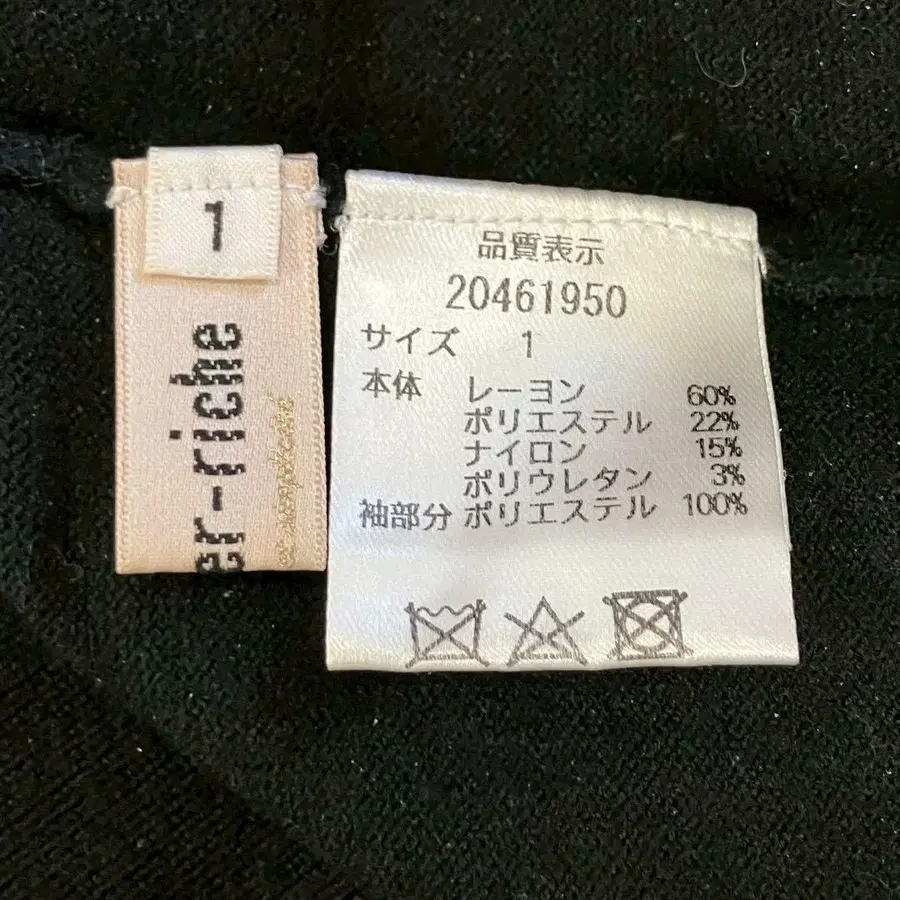 1
er-riche
品質表示
20461950
サイズ 1
本体 レーヨン 60%
ポリエステル 22%
ナイロン 15%
ポリウレタン 3%
袖部分 ポリエステル 100%